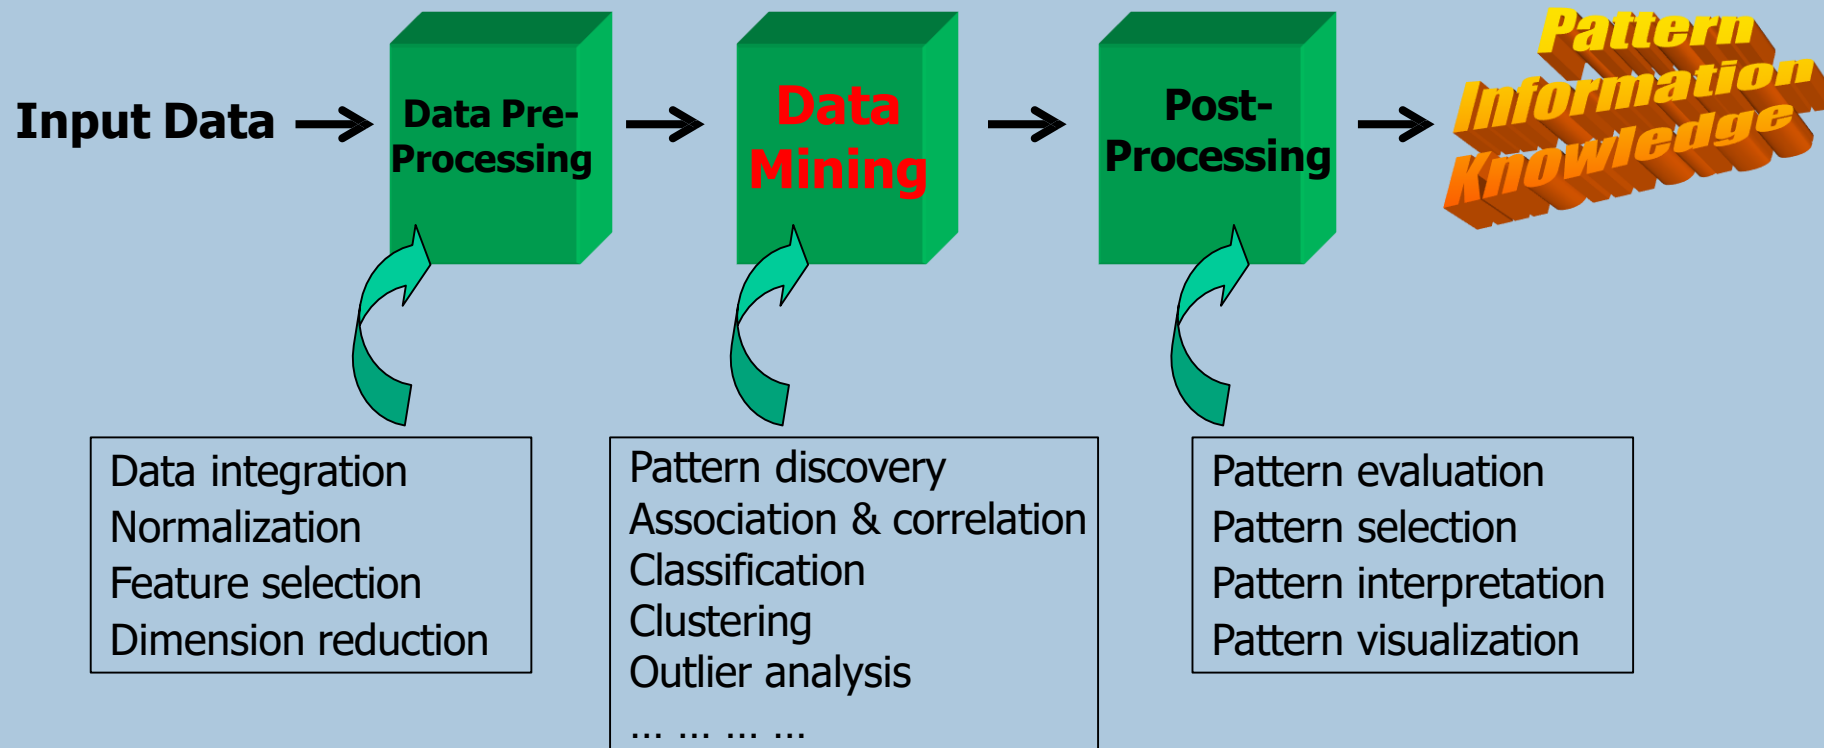 Input Data
Data Pre-
Processing
Data
Mining
Post-
Processing
Pattern
Information
Knowledge
Data integration
Normalization
Feature selection
Dimension reduction
Pattern discovery
Association & correlation
Classification
Clustering
Outlier analysis
… … … …
Pattern evaluation
Pattern selection
Pattern interpretation
Pattern visualization